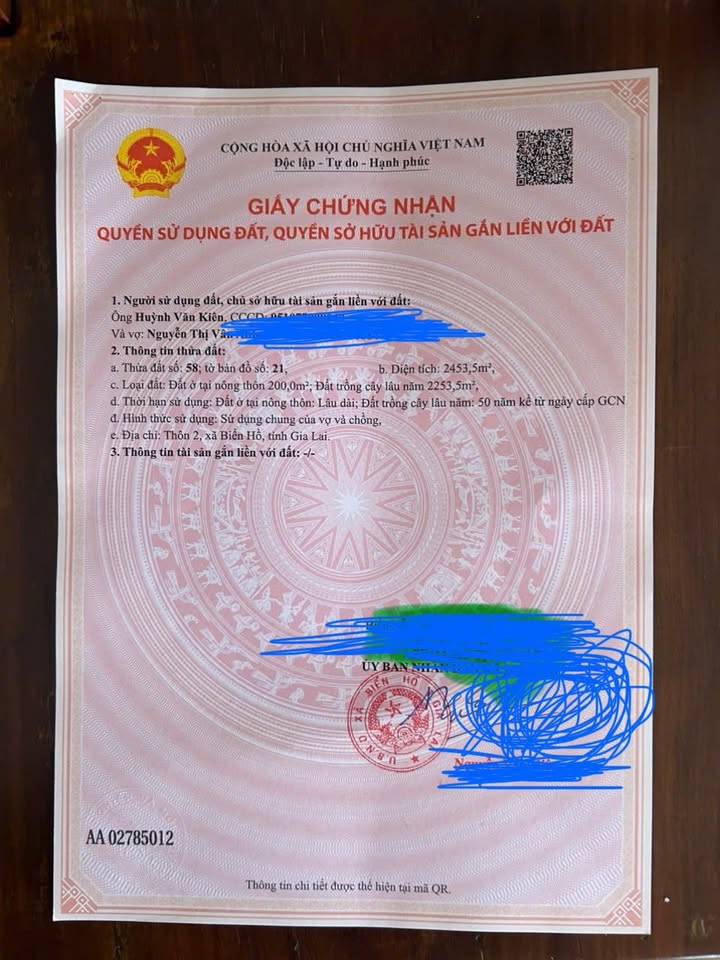 CỘNG HÒA XÃ HỘI CHỦ NGHĨA VIỆT NAM
Độc lập - Tự do - Hạnh phúc
GIẤY CHỨNG NHẬN
QUYỀN SỬ DỤNG ĐẤT, QUYỀN SỞ HỮU TÀI SẢN GẮN LIỀN VỚI ĐẤT
1. Người sử dụng đất, chủ sở hữu tài sản gắn liền với đất:
Ông Huỳnh Văn Kiên, CCCD:
Và vợ: Nguyễn Thị
2. Thông tin thửa đất:
a. Thửa đất số: 58; tờ bản đồ số: 21, b. Diện tích: 2453,5m²,
c. Loại đất: Đất ở tại nông thôn 200,0m²; Đất trồng cây lâu năm 2253,5m²,
d. Thời hạn sử dụng: Đất ở tại nông thôn: Lâu dài; Đất trồng cây lâu năm: 50 năm kể từ ngày cấp GCN
đ. Hình thức sử dụng: Sử dụng chung của vợ và chồng,
e. Địa chỉ: Thôn 2, xã Biển Hồ, tỉnh Gia Lai.
3. Thông tin tài sản gắn liền với đất: -/-
ỦY BAN NHÂN
U.B.N.D XÃ BIỂN HỒ GIA LAI
AA 02785012
Thông tin chi tiết được thể hiện tại mã QR.